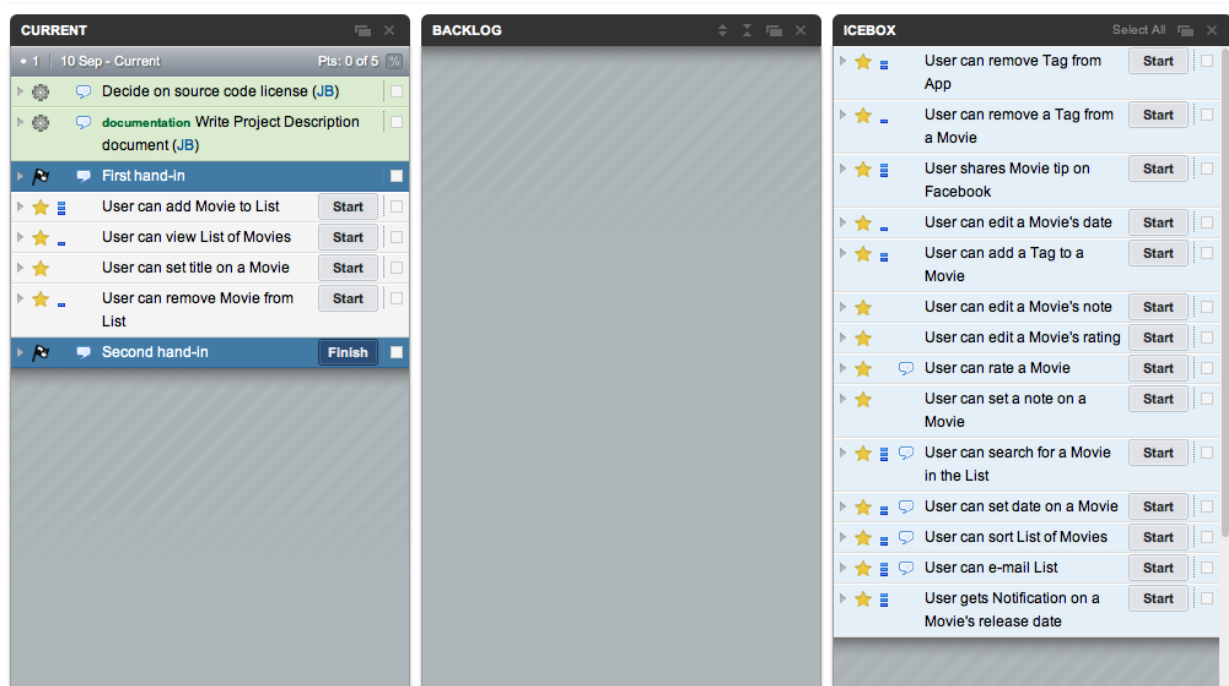 CURRENT
1 10 Sep - Current Pts: 0 of 5 %
Decide on source code license (JB)
documentation Write Project Description
document (JB)
First hand-in
User can add Movie to List Start
User can view List of Movies Start
User can set title on a Movie Start
User can remove Movie from Start
List
Second hand-in Finish
BACKLOG
ICEBOX Select All
User can remove Tag from Start
App
User can remove a Tag from Start
a Movie
User shares Movie tip on Start
Facebook
User can edit a Movie's date Start
User can add a Tag to a Start
Movie
User can edit a Movie's note Start
User can edit a Movie's rating Start
User can rate a Movie Start
User can set a note on a Start
Movie
User can search for a Movie Start
in the List
User can set date on a Movie Start
User can sort List of Movies Start
User can e-mail List Start
User gets Notification on a Start
Movie's release date